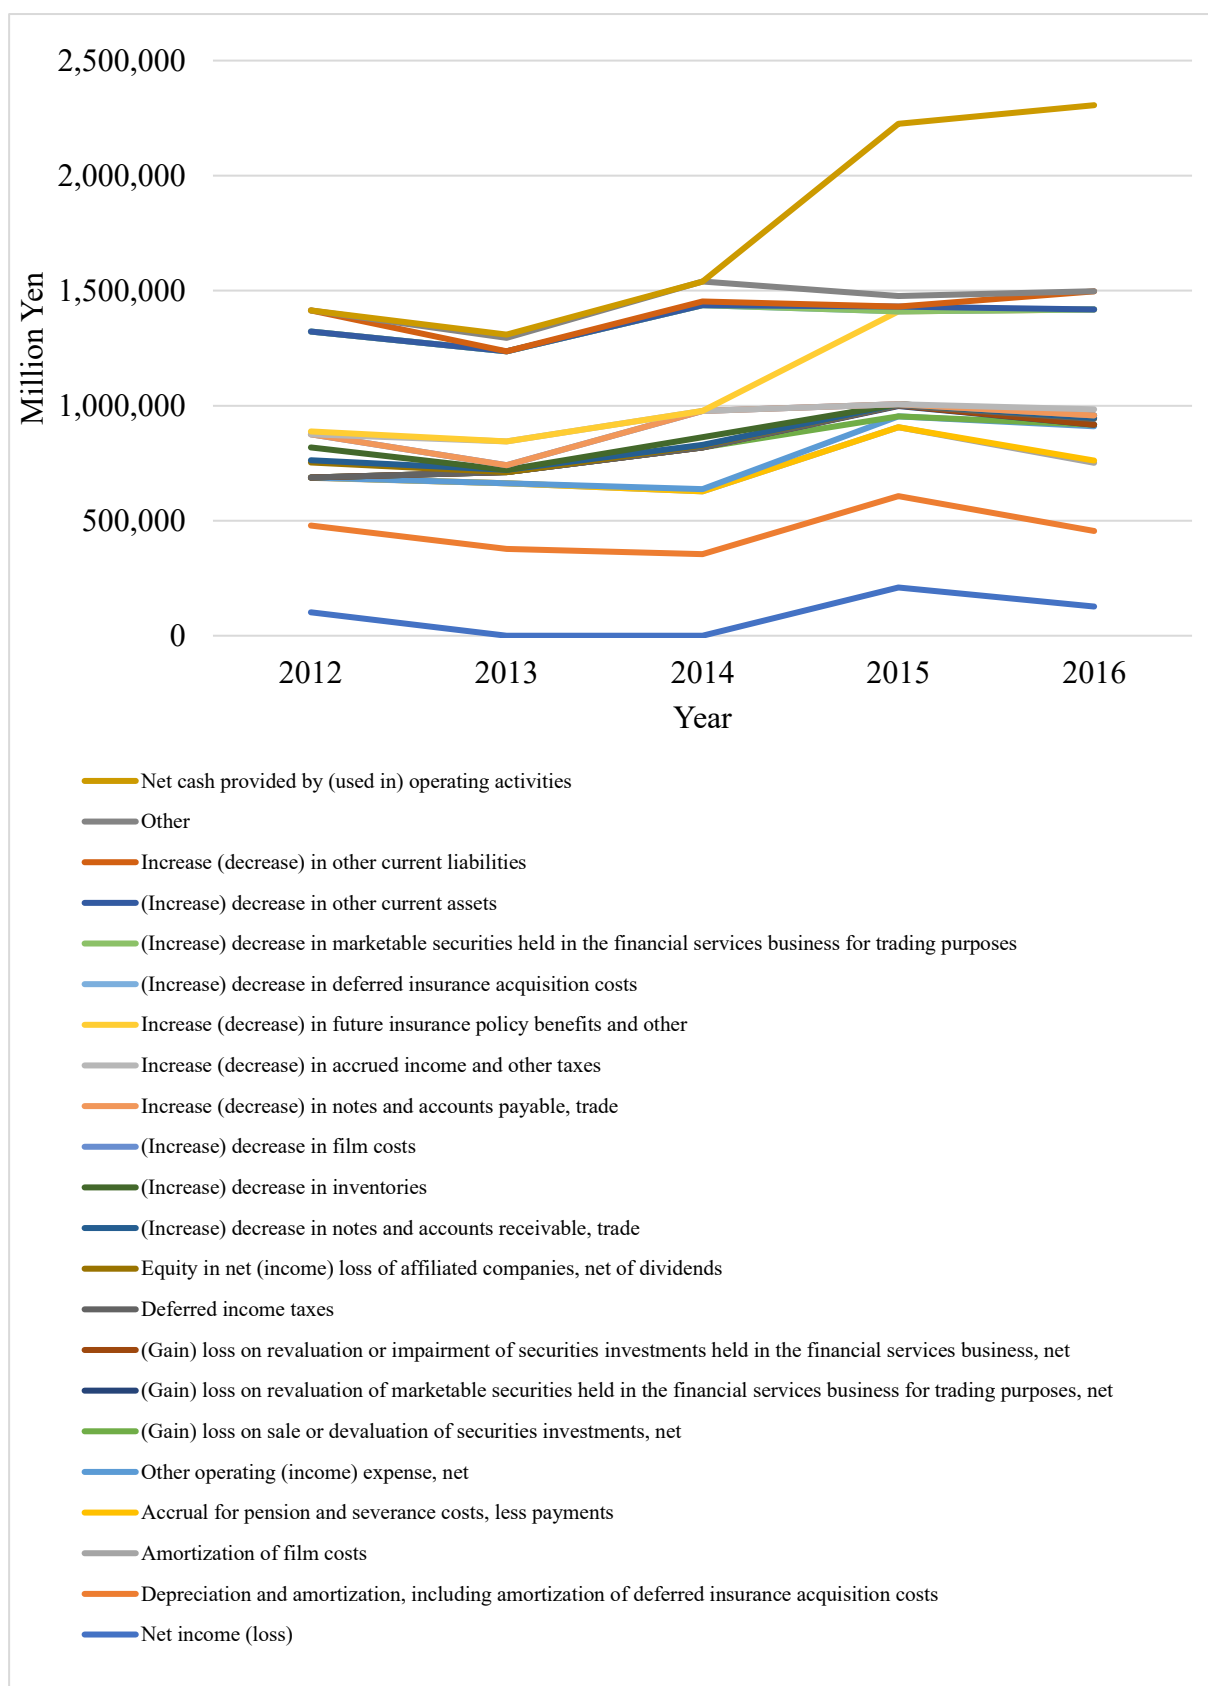 2,500,000
2,000,000
1,500,000
1,000,000
500,000
0
Million Yen
2012 2013 2014 2015 2016
Year
Net cash provided by (used in) operating activities
Other
Increase (decrease) in other current liabilities
(Increase) decrease in other current assets
(Increase) decrease in marketable securities held in the financial services business for trading purposes
(Increase) decrease in deferred insurance acquisition costs
Increase (decrease) in future insurance policy benefits and other
Increase (decrease) in accrued income and other taxes
Increase (decrease) in notes and accounts payable, trade
(Increase) decrease in film costs
(Increase) decrease in inventories
(Increase) decrease in notes and accounts receivable, trade
Equity in net (income) loss of affiliated companies, net of dividends
Deferred income taxes
(Gain) loss on revaluation or impairment of securities investments held in the financial services business, net
(Gain) loss on revaluation of marketable securities held in the financial services business for trading purposes, net
(Gain) loss on sale or devaluation of securities investments, net
Other operating (income) expense, net
Accrual for pension and severance costs, less payments
Amortization of film costs
Depreciation and amortization, including amortization of deferred insurance acquisition costs
Net income (loss)